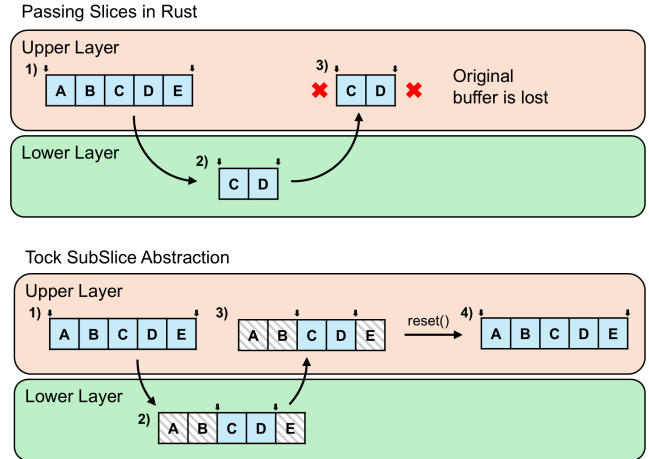 Passing Slices in Rust
Upper Layer
1)
A B C D E
3)
C D
Original
buffer is lost
Lower Layer
2)
C D
Tock SubSlice Abstraction
Upper Layer
1)
A B C D E
3)
A B C D E
reset()
4)
A B C D E
Lower Layer
2)
A B C D E